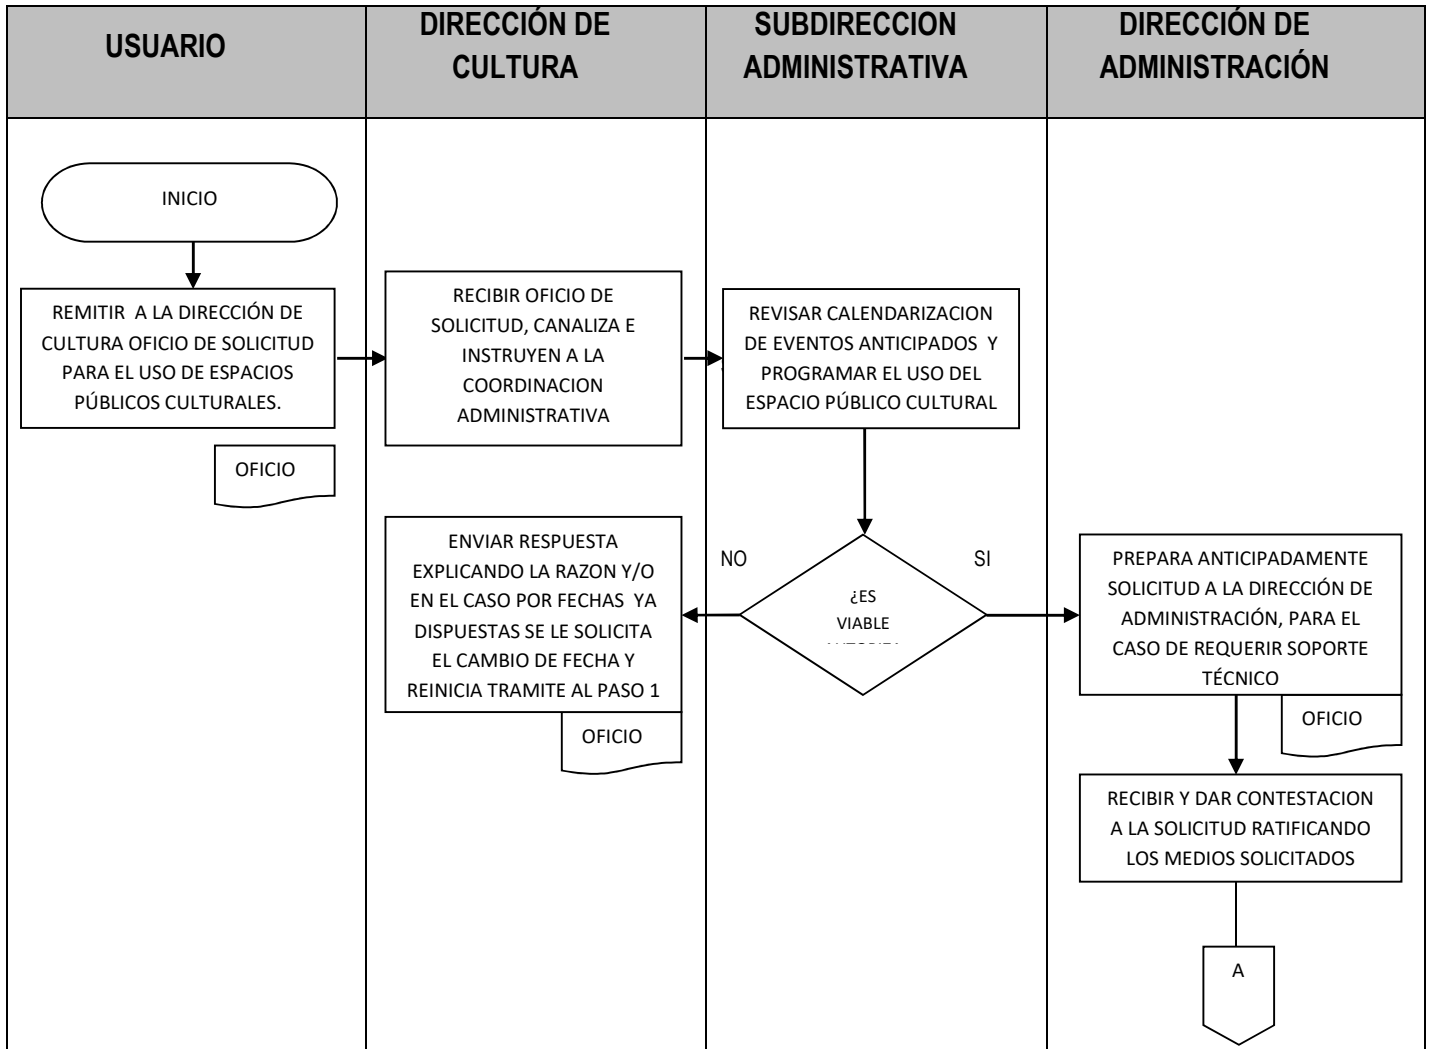 USUARIO
DIRECCIÓN DE
CULTURA
SUBDIRECCION
ADMINISTRATIVA
DIRECCIÓN DE
ADMINISTRACIÓN
INICIO
REMITIR A LA DIRECCIÓN DE
CULTURA OFICIO DE SOLICITUD
PARA EL USO DE ESPACIOS
PÚBLICOS CULTURALES.
OFICIO
RECIBIR OFICIO DE
SOLICITUD, CANALIZA E
INSTRUYEN A LA
COORDINACION
ADMINISTRATIVA
REVISAR CALENDARIZACION
DE EVENTOS ANTICIPADOS Y
PROGRAMAR EL USO DEL
ESPACIO PÚBLICO CULTURAL
¿ES
VIABLE
NO
SI
ENVIAR RESPUESTA
EXPLICANDO LA RAZON Y/O
EN EL CASO POR FECHAS YA
DISPUESTAS SE LE SOLICITA
EL CAMBIO DE FECHA Y
REINICIA TRAMITE AL PASO 1
OFICIO
PREPARA ANTICIPADAMENTE
SOLICITUD A LA DIRECCIÓN DE
ADMINISTRACIÓN, PARA EL
CASO DE REQUERIR SOPORTE
TÉCNICO
OFICIO
RECIBIR Y DAR CONTESTACION
A LA SOLICITUD RATIFICANDO
LOS MEDIOS SOLICITADOS
A